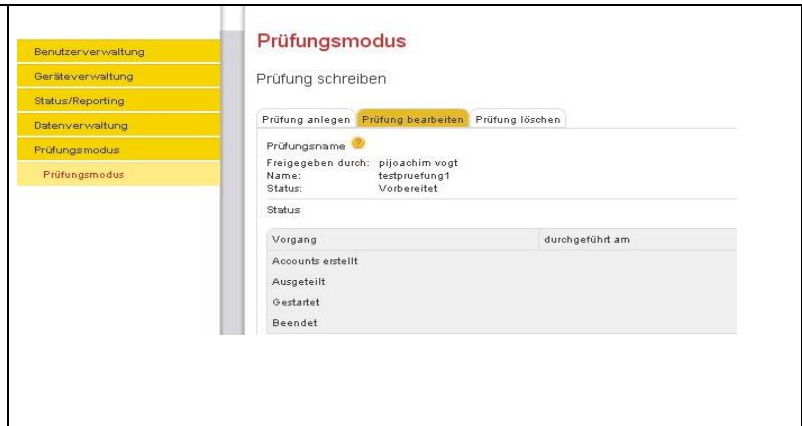 Benutzerverwaltung
Geräteverwaltung
Status/Reporting
Datenverwaltung
Prüfungsmodus
Prüfungsmodus
Prüfungsmodus
Prüfung schreiben
Prüfung anlegen Prüfung bearbeiten Prüfung löschen
Prüfungsname ?
Freigegeben durch: pijoachim vogt
Name: testpruefung1
Status: Vorbereitet
Status
Vorgang durchgeführt am
Accounts erstellt
Ausgeteilt
Gestartet
Beendet